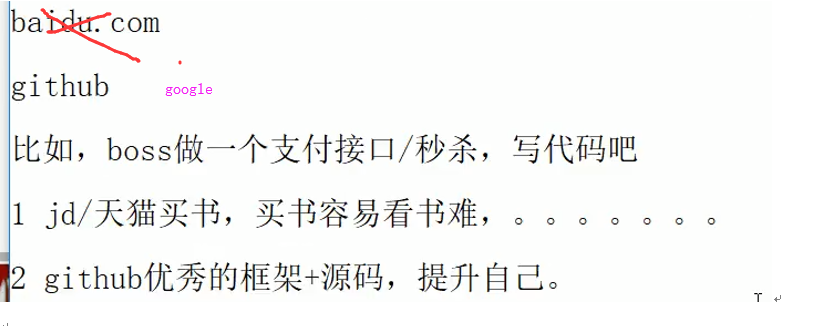 baidu.com
github google
比如，boss做一个支付接口/秒杀，写代码吧
1 jd/天猫买书，买书容易看书难，。。。。。。。
2 github优秀的框架+源码，提升自己。